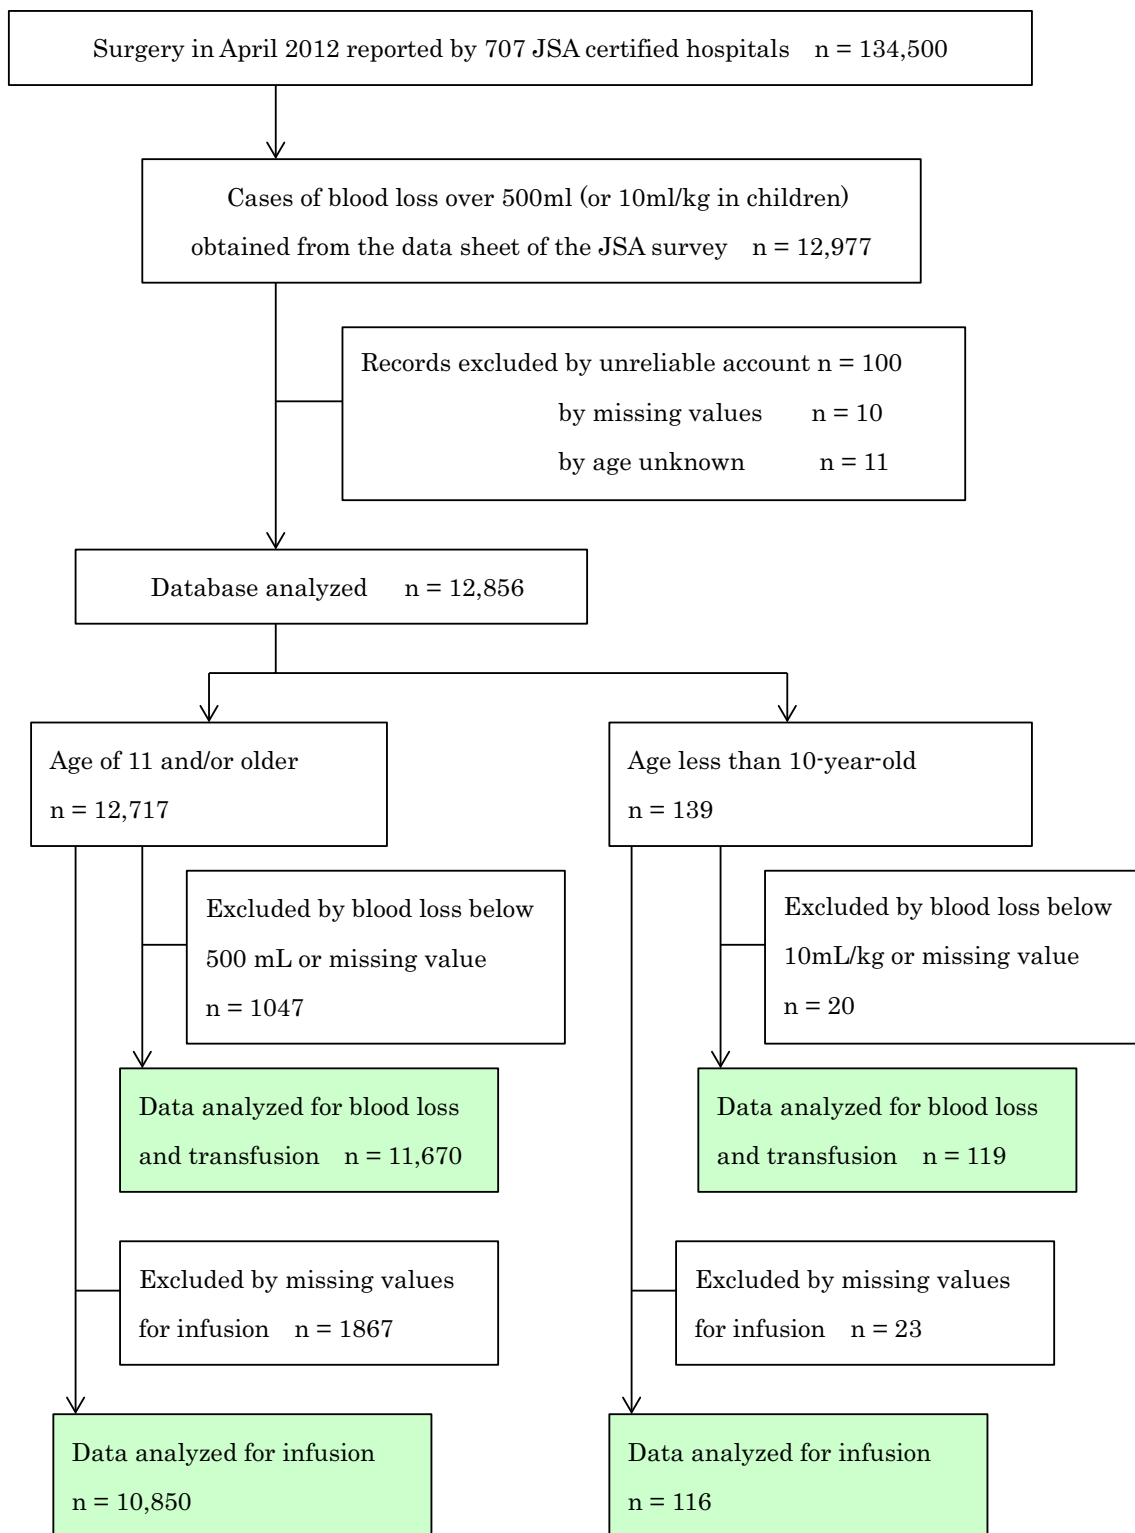 Surgery in April 2012 reported by 707 JSA certified hospitals n = 134,500
Cases of blood loss over 500ml (or 10ml/kg in children)
obtained from the data sheet of the JSA survey n = 12,977
Records excluded by unreliable account n = 100
by missing values n = 10
by age unknown n = 11
Database analyzed n = 12,856
Age of 11 and/or older
n = 12,717
Age less than 10-year-old
n = 139
Excluded by blood loss below
500 mL or missing value
n = 1047
Excluded by blood loss below
10mL/kg or missing value
n = 20
Data analyzed for blood loss
and transfusion n = 11,670
Data analyzed for blood loss
and transfusion n = 119
Excluded by missing values
for infusion n = 1867
Excluded by missing values
for infusion n = 23
Data analyzed for infusion
n = 10,850
Data analyzed for infusion
n = 116